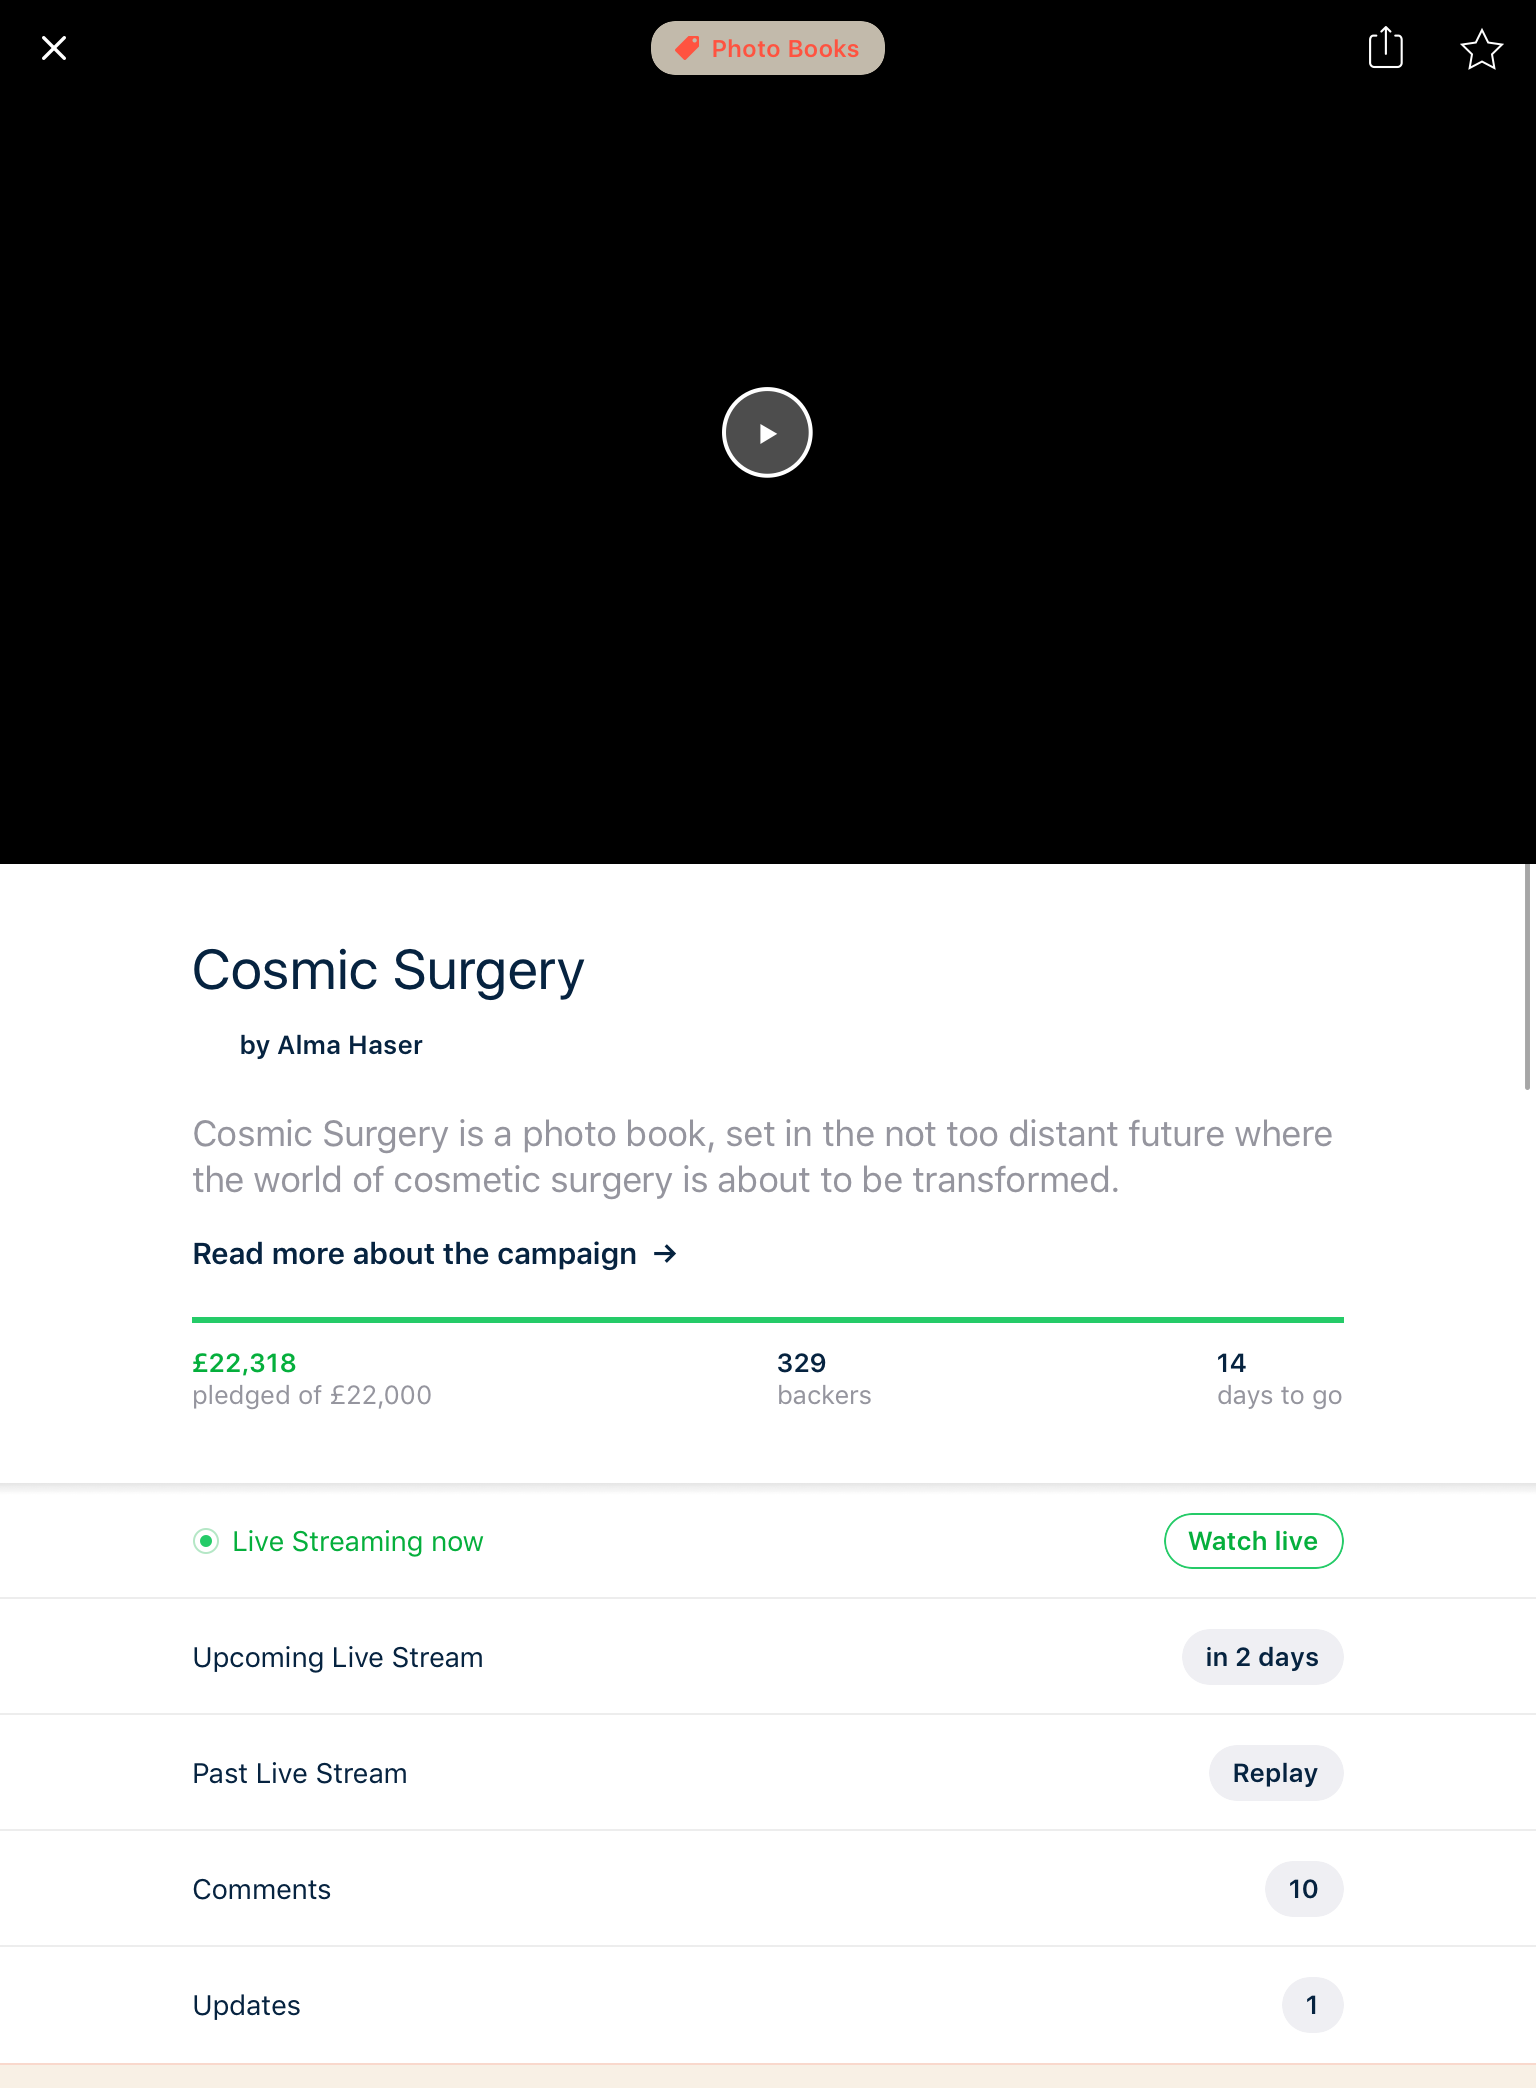 Photo Books
Cosmic Surgery
by Alma Haser
Cosmic Surgery is a photo book, set in the not too distant future where
the world of cosmetic surgery is about to be transformed.
Read more about the campaign →
£22,318
pledged of £22,000
329
backers
14
days to go
Live Streaming now
Watch live
Upcoming Live Stream
in 2 days
Past Live Stream
Replay
Comments
10
Updates
1